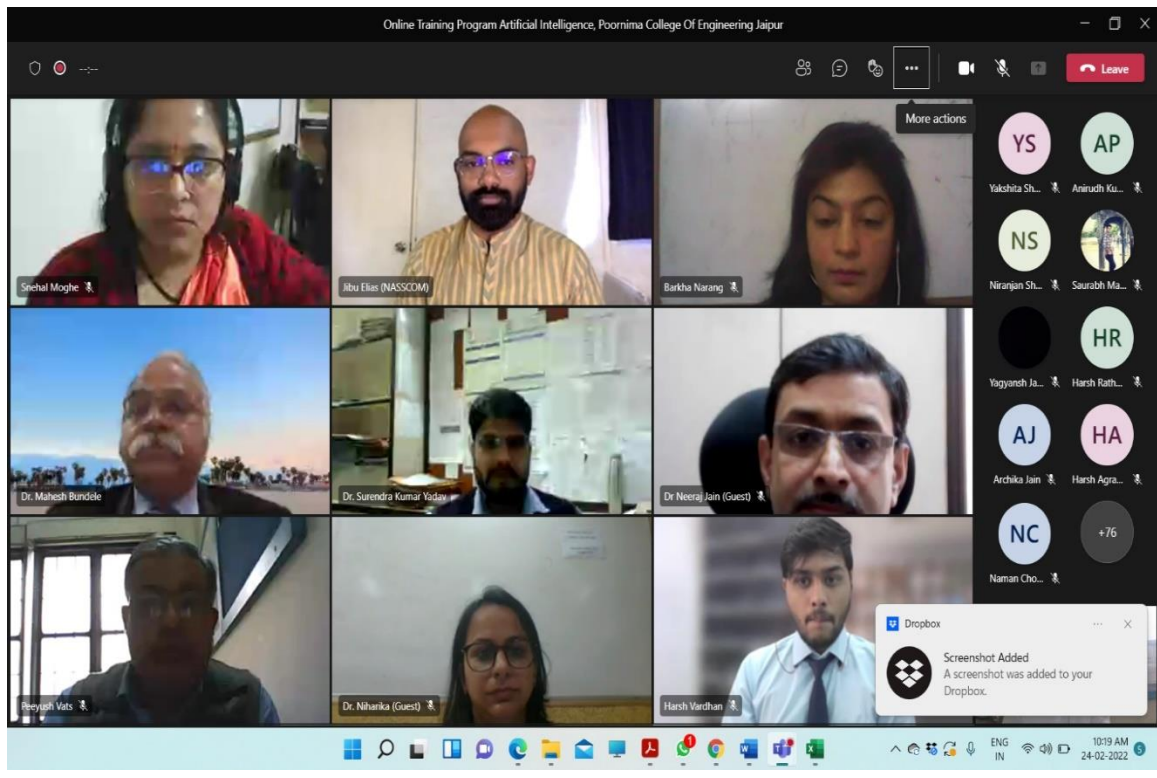 Online Training Program Artificial Intelligence, Poornima College Of Engineering Jaipur
--:--
Leave
More actions
YS
AP
Yakshita Sh...
Anirudh Ku...
NS
Niranjan Sh...
Saurabh Ma...
HR
Yagyansh Ja...
Harsh Rath...
AJ
HA
Archika Jain
Harsh Agra...
NC
+76
Naman Cho...
Snehal Moghe
Jibu Elias (NASSCOM)
Barkha Narang
Dr. Mahesh Bundele
Dr. Surendra Kumar Yadav
Dr Neeraj Jain (Guest)
Peeyush Vats
Dr. Niharika (Guest)
Harsh Vardhan
Dropbox
Screenshot Added
A screenshot was added to your
Dropbox.
ENG
IN
10:19 AM
24-02-2022
5